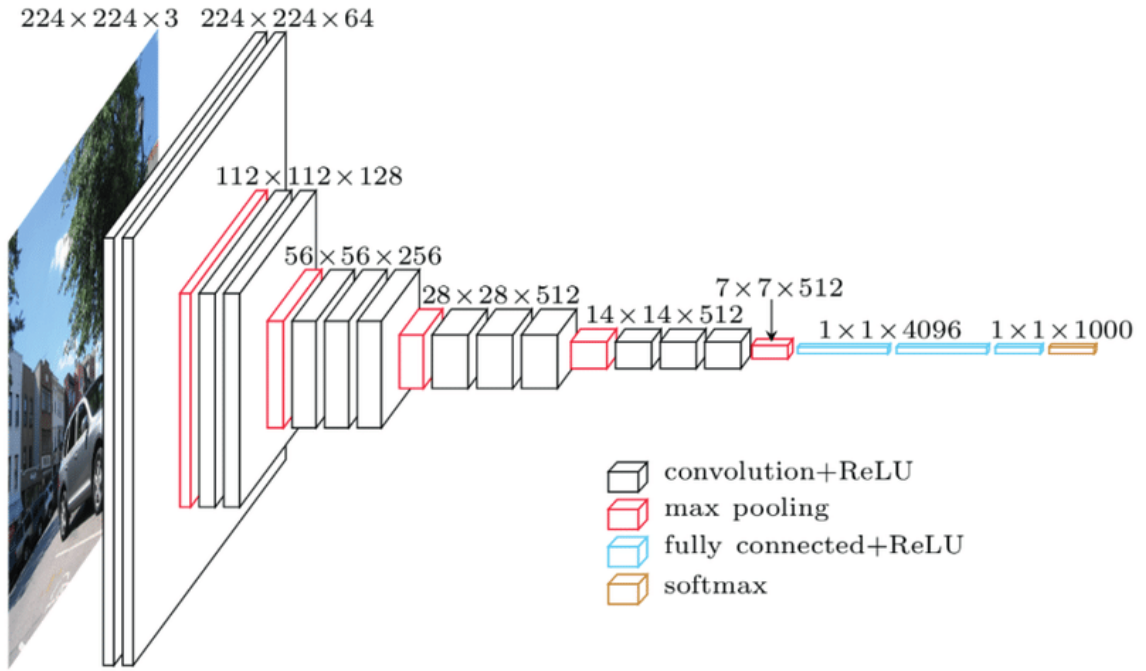 224×224×3
224×224×64
112×112×128
56×56×256
28×28×512
14×14×512
7×7×512
1×1×4096
1×1×1000
convolution+ReLU
max pooling
fully connected+ReLU
softmax